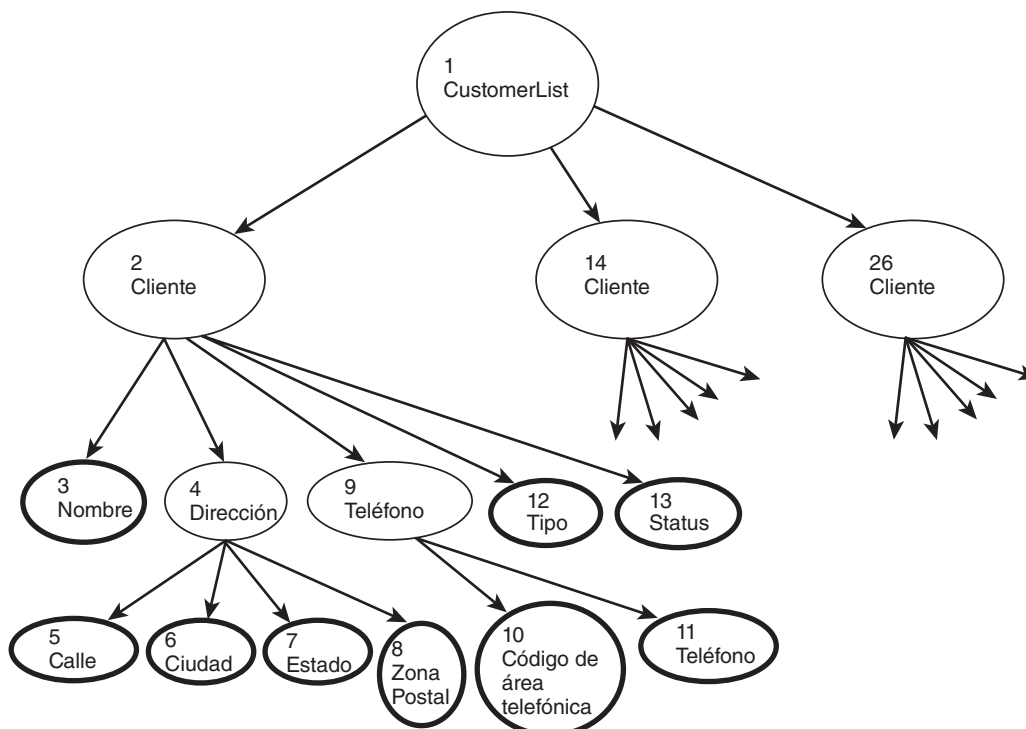 1
CustomerList
2
Cliente
14
Cliente
26
Cliente
3
Nombre
4
Dirección
9
Teléfono
12
Tipo
13
Status
5
Calle
6
Ciudad
7
Estado
8
Zona
Postal
10
Código de
área
telefónica
11
Teléfono